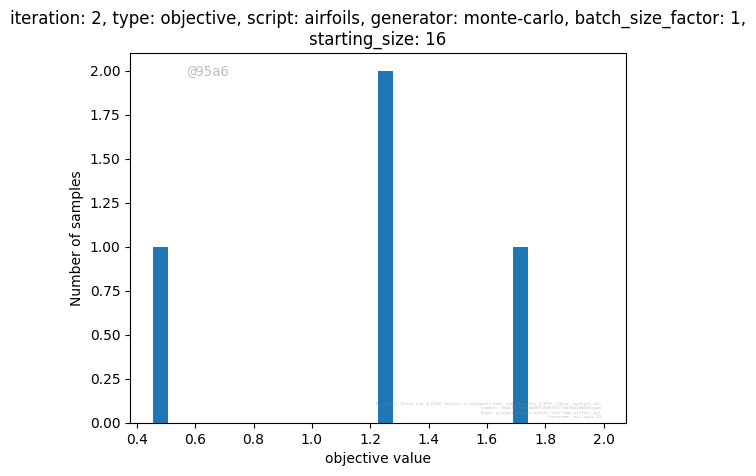 iteration: 2, type: objective, script: airfoils, generator: monte-carlo, batch_size_factor: 1,
starting_size: 16
@95a6
2.00
1.75
1.50
1.25
1.00
0.75
0.50
0.25
0.00
Number of samples
0.4 0.6 0.8 1.0 1.2 1.4 1.6 1.8 2.0
objective value